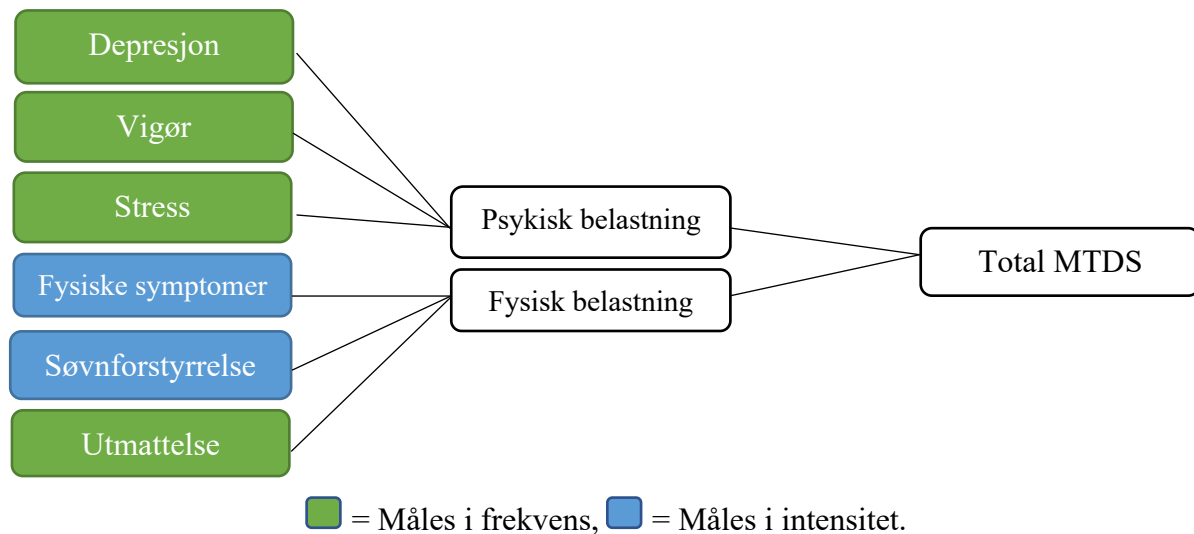 Depresjon
Vigør
Stress
Fysiske symptomer
Søvnforstyrrelse
Utmattelse
Psykisk belastning
Fysisk belastning
Total MTDS
= Måles i frekvens, = Måles i intensitet.